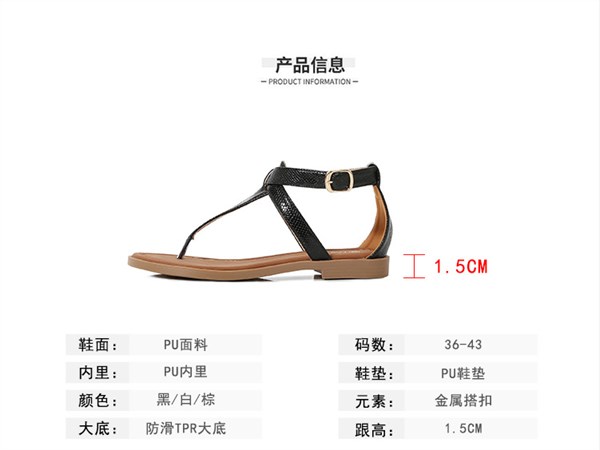 产品信息
PRODUCT INFORMATION
1.5CM
鞋面: PU面料
码数: 36-43
内里: PU内里
鞋垫: PU鞋垫
颜色: 黑/白/棕
元素: 金属搭扣
大底: 防滑TPR大底
跟高: 1.5CM